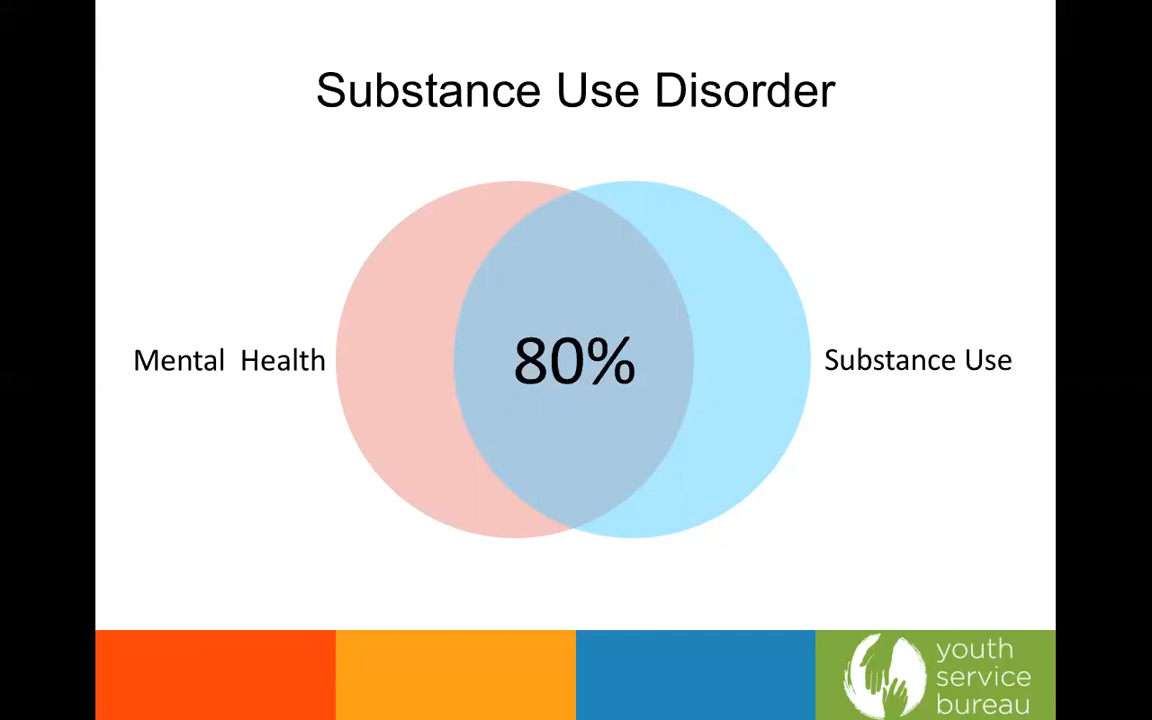 Substance Use Disorder
Mental Health
80%
Substance Use
youth
service
bureau